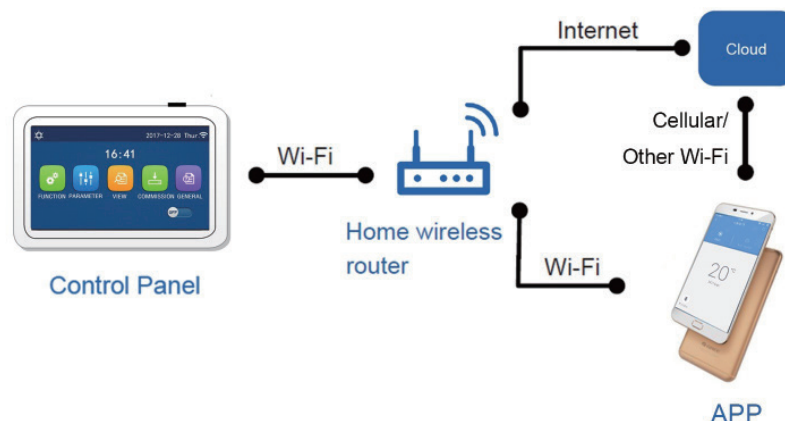 Internet
Cloud
Cellular/
Other Wi-Fi
2017-12-28 Thur.
16:41
FUNCTION PARAMETER VIEW COMMISSION GENERAL
OFF
Wi-Fi
Home wireless
router
Control Panel
Wi-Fi
20°C
APP